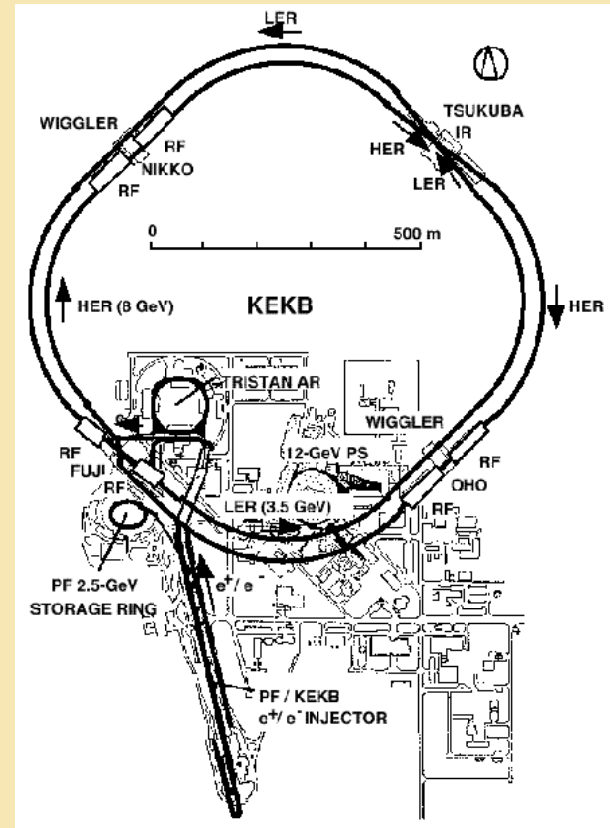 LER
TSUKUBA
IR
WIGGLER
RF
NIKKO
RF
HER
LER
0
500 m
HER (8 GeV)
KEKB
HER
TRISTAN AR
WIGGLER
12-GeV PS
RF
FUJI
RF
RF
OHO
RF
LER (3.5 GeV)
PF 2.5-GeV
STORAGE RING
e+/e-
PF / KEKB
e+/e- INJECTOR